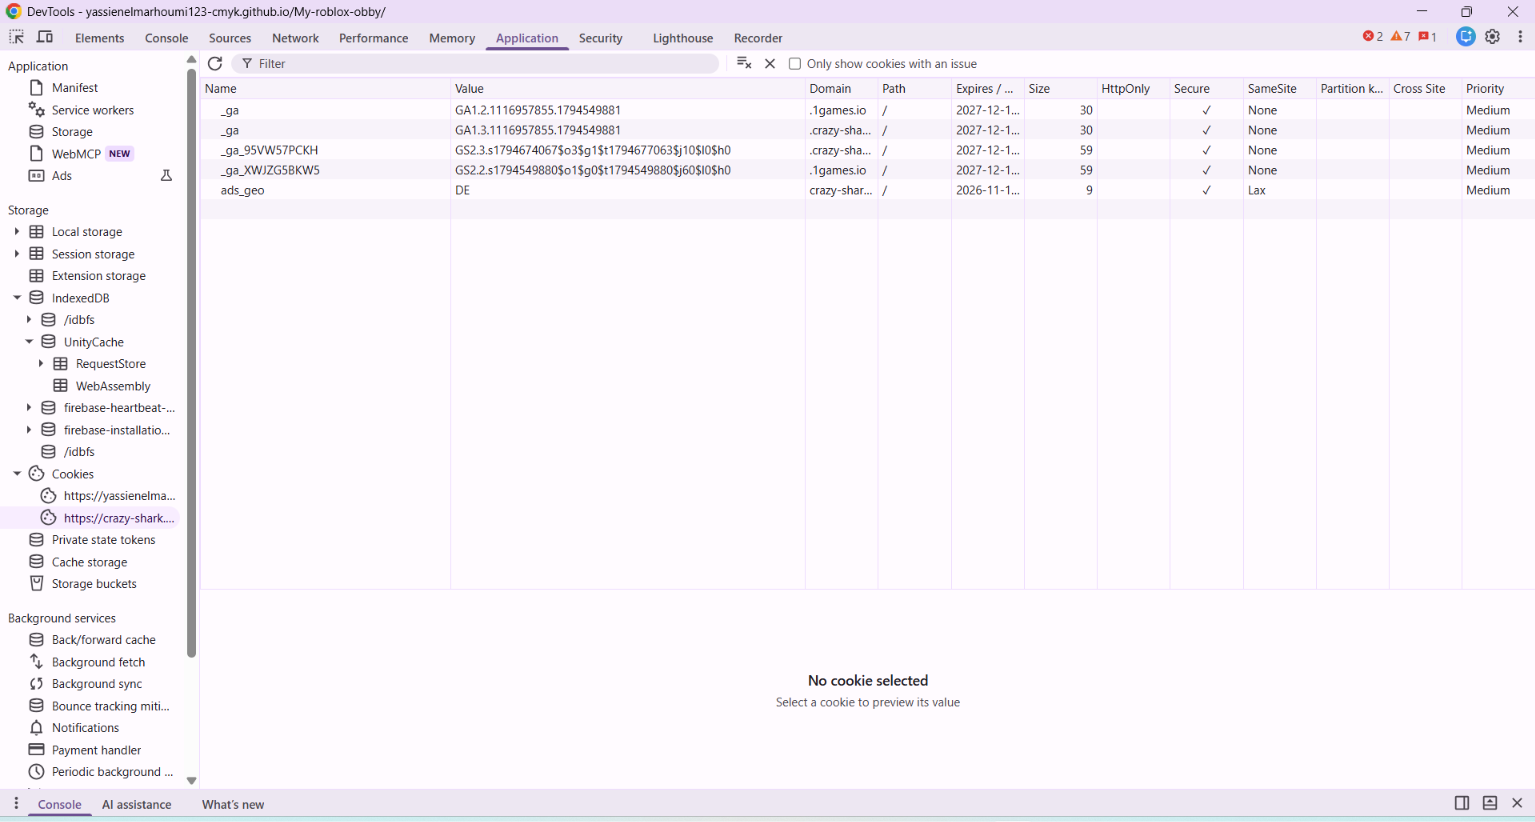 DevTools - yassienelmarhoumi123-cmyk.github.io/My-roblox-obby/
Elements Console Sources Network Performance Memory Application Security Lighthouse Recorder 2 7 1
Application
Manifest
Service workers
Storage
WebMCP NEW
Ads
Storage
Local storage
Session storage
Extension storage
IndexedDB
/idbfs
UnityCache
RequestStore
WebAssembly
firebase-heartbeat-...
firebase-installatio...
/idbfs
Cookies
https://yassienelma...
https://crazy-shark....
Private state tokens
Cache storage
Storage buckets
Background services
Back/forward cache
Background fetch
Background sync
Bounce tracking miti...
Notifications
Payment handler
Periodic background ...
Filter Only show cookies with an issue
Name Value Domain Path Expires / ... Size HttpOnly Secure SameSite Partition k... Cross Site Priority
_ga GA1.2.1116957855.1794549881 .1games.io / 2027-12-1... 30 ✓ None Medium
_ga GA1.3.1116957855.1794549881 .crazy-sha... / 2027-12-1... 30 ✓ None Medium
_ga_95VW57PCKH GS2.3.s1794674067$o3$g1$t1794677063$j10$l0$h0 .crazy-sha... / 2027-12-1... 59 ✓ None Medium
_ga_XWJZG5BKW5 GS2.2.s1794549880$o1$g0$t1794549880$j60$l0$h0 .1games.io / 2027-12-1... 59 ✓ None Medium
ads_geo DE crazy-shar... / 2026-11-1... 9 ✓ Lax Medium
No cookie selected
Select a cookie to preview its value
Console AI assistance What's new